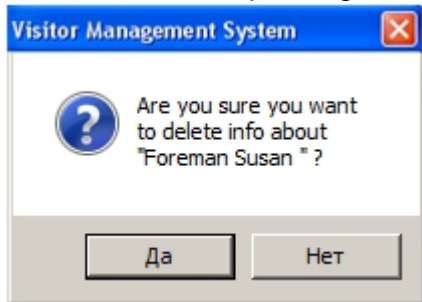 Visitor Management System
Are you sure you want
to delete info about
"Foreman Susan " ?
Да
Нет